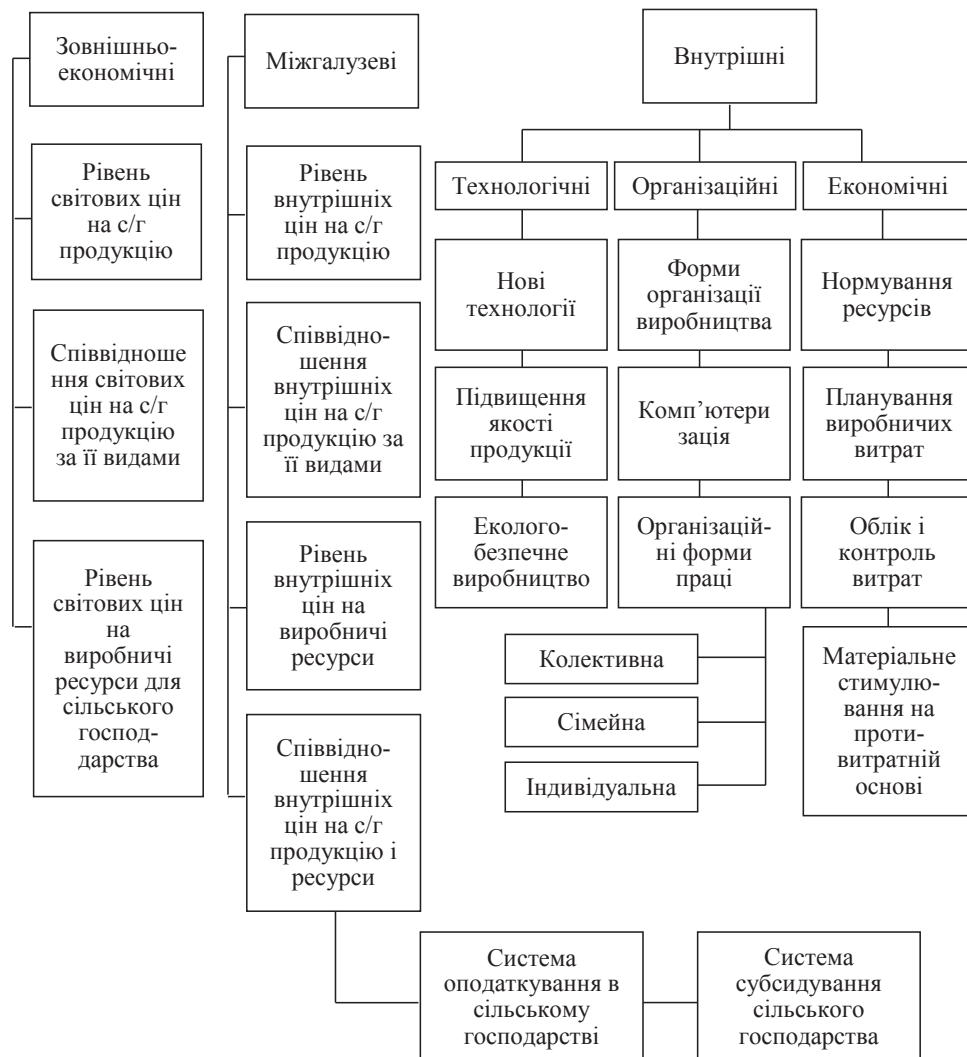 Зовнішньо-
економічні
Міжгалузеві
Внутрішні
Рівень
світових цін
на с/г
продукцію
Співвідноше
ння світових
цін на с/г
продукцію
за її видами
Рівень
світових цін
на
виробничі
ресурси для
сільського
господ-
дарства
Рівень
внутрішніх
цін на с/г
продукцію
Співвідно-
шення
внутрішніх
цін на с/г
продукцію за
її видами
Рівень
внутрішніх
цін на
виробничі
ресурси
Співвідно-
шення
внутрішніх
цін на с/г
продукцію і
ресурси
Технологічні
Організаційні
Економічні
Нові
технології
Підвищення
якості
продукції
Еколого-
безпечне
виробництво
Форми
організації
виробництва
Комп’ютери
зація
Організацій-
ні форми
праці
Колективна
Сімейна
Індивідуальна
Нормування
ресурсів
Планування
виробничих
витрат
Облік і
контроль
витрат
Матеріальне
стимулю-
вання на
проти-
витратній
основі
Система
оподаткування в
сільському
господарстві
Система
субсидування
сільського
господарства